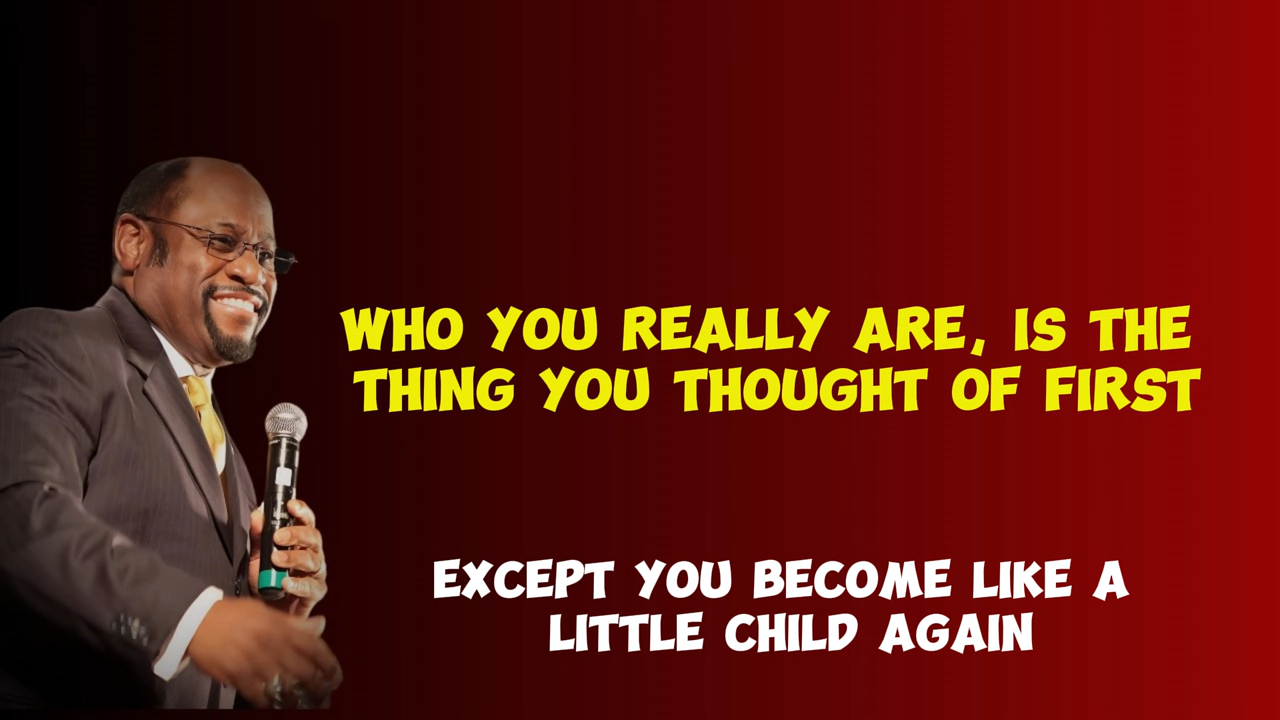 WHO YOU REALLY ARE, IS THE
THING YOU THOUGHT OF FIRST
EXCEPT YOU BECOME LIKE A
LITTLE CHILD AGAIN